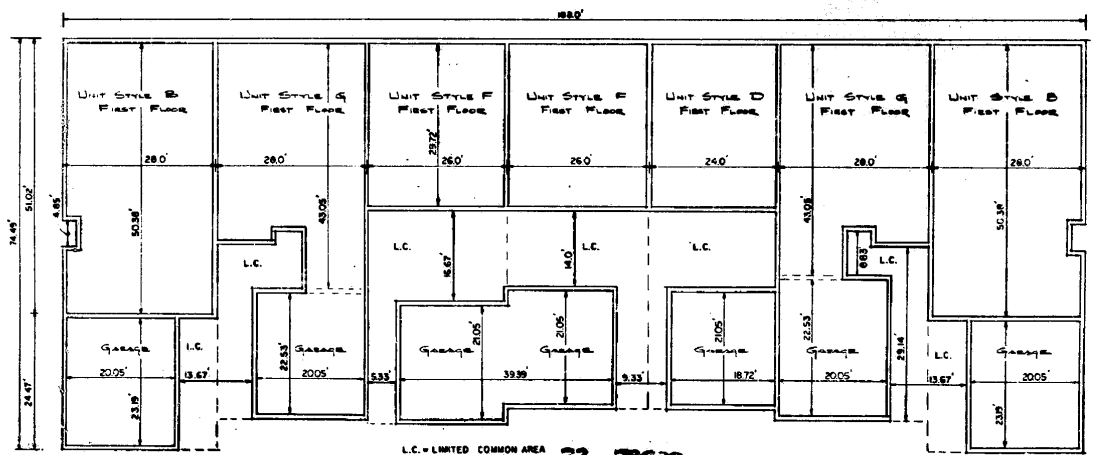 188.0'
UNIT STYLE B
FIRST FLOOR
UNIT STYLE G
FIRST FLOOR
UNIT STYLE F
FIRST FLOOR
UNIT STYLE F
FIRST FLOOR
UNIT STYLE D
FIRST FLOOR
UNIT STYLE G
FIRST FLOOR
UNIT STYLE B
FIRST FLOOR
28.0'
28.0'
26.0'
26.0'
24.0'
28.0'
28.0'
74.49'
51.02'
4.85'
50.38'
43.05'
29.72'
43.05'
50.38'
L.C.
L.C.
L.C.
L.C.
L.C.
16.67'
14.0'
8.83'
29.14'
24.47'
GARAGE
20.05'
23.19'
L.C.
13.67'
GARAGE
22.53'
20.05'
5.33'
GARAGE
21.05'
GARAGE
21.05'
39.39'
9.33'
GARAGE
21.05'
18.72'
GARAGE
22.53'
20.05'
L.C.
13.67'
GARAGE
20.05'
23.19'
L.C. = LIMITED COMMON AREA